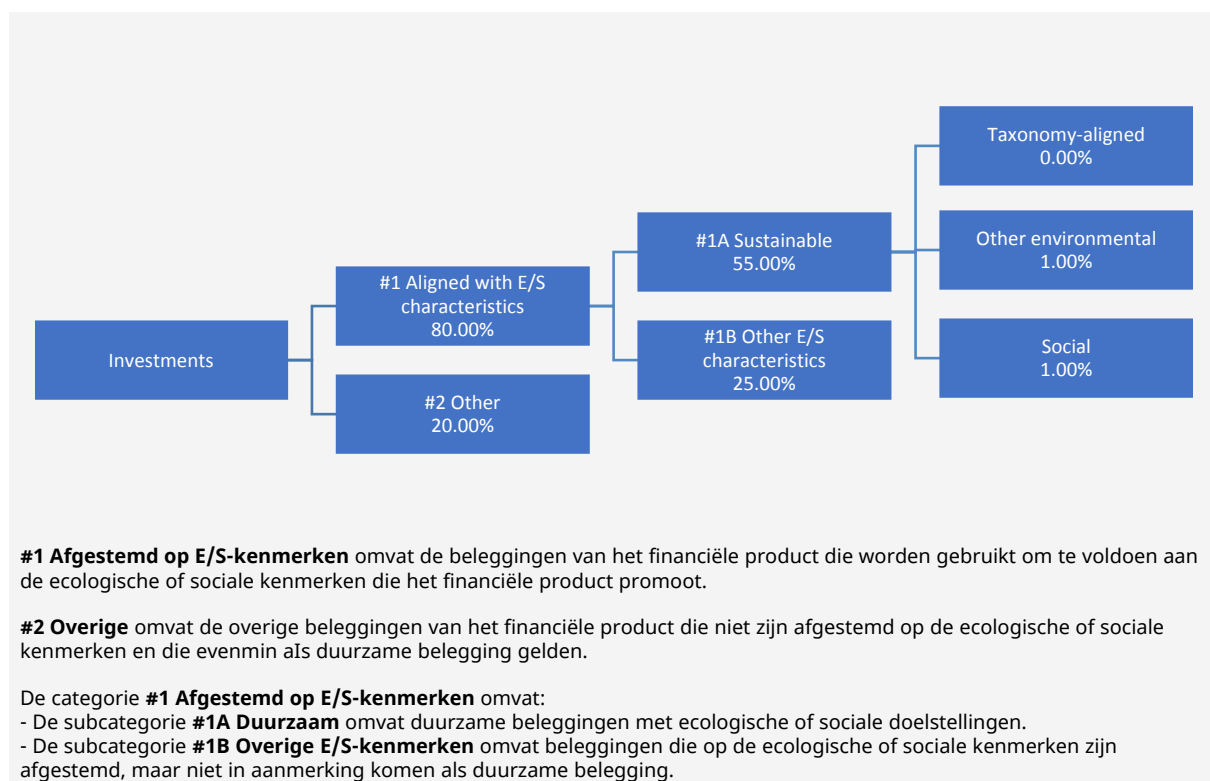 Investments
#1 Aligned with E/S
characteristics
80.00%
#2 Other
20.00%
#1A Sustainable
55.00%
#1B Other E/S
characteristics
25.00%
Taxonomy-aligned
0.00%
Other environmental
1.00%
Social
1.00%
#1 Afgestemd op E/S-kenmerken omvat de beleggingen van het financiële product die worden gebruikt om te voldoen aan
de ecologische of sociale kenmerken die het financiële product promoot.
#2 Overige omvat de overige beleggingen van het financiële product die niet zijn afgestemd op de ecologische of sociale
kenmerken en die evenmin als duurzame belegging gelden.
De categorie #1 Afgestemd op E/S-kenmerken omvat:
- De subcategorie #1A Duurzaam omvat duurzame beleggingen met ecologische of sociale doelstellingen.
- De subcategorie #1B Overige E/S-kenmerken omvat beleggingen die op de ecologische of sociale kenmerken zijn
afgestemd, maar niet in aanmerking komen als duurzame belegging.